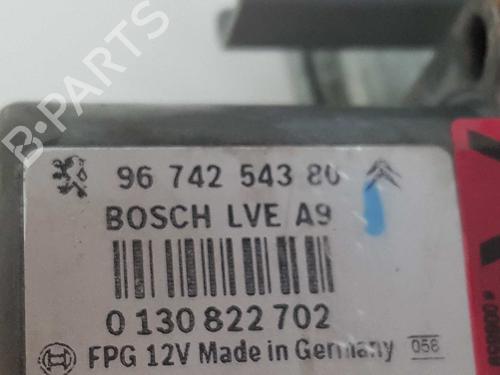 B-PARTS
96 742 543 80
BOSCH LVE A9
0 130 822 702
FPG 12V Made in Germany 056